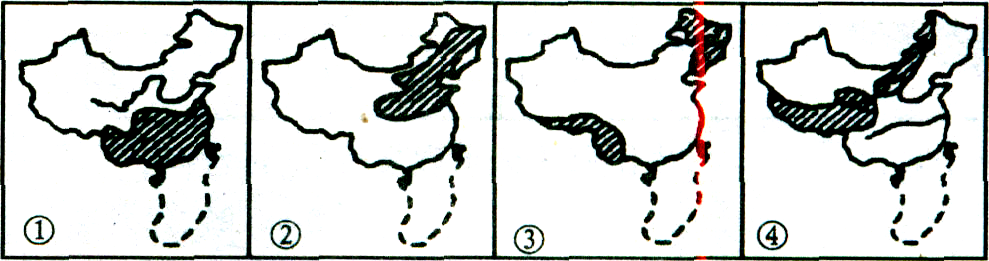 ①
②
③
④